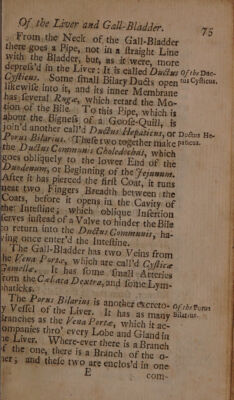 Of the Liver and Gall-Bladder. 75
From the Neck of the Gall-Bladder
there goes a Pipe, not in a straight Line
with the Bladder, but, as it were, more
depress'd in the Liver: It is called Ductus Of the Duc-
Cysticus. Some small Bilary Ducts open tus Cysticus.
likewise into it, and its inner Membrane
has several Rugæ, which retard the Mo-
tion of the Bile. To this Pipe, which is
about the Bigness of a Goose-Quill, is
join'd another call'd Ductus Hepaticus, or Ductus He-
Porus Bilarius. These two together make paticus.
the Ductus Communis Choledochus, which
goes obliquely to the lower End of the
Duodenum, or Beginning of the Jejunum.
After it has pierced the first Coat, it runs
near two Fingers Breadth between the
Coats, before it opens in the Cavity of
the Intestine; which oblique Insertion
serves instead of a Valve to hinder the Bile
to return into the Ductus Communis, ha-
ving once enter'd the Intestine.
The Gall-Bladder has two Veins from
he Vena Portæ, which are call'd Cysticæ
Gemellæ. It has some small Arteries
rom the Cæliaca Dextra, and some Lym-
phaticks.
The Porus Bilarius is another excreto- Of the Porus
y Vessel of the Liver. It has as many Bilarius.
ranches as the Vena Portæ, which it ac-
ompanies thro' every Lobe and Gland in
he Liver. Where-ever there is a Branch
f the one, there is a Branch of the o-
her; and these two are enclos'd in one
E com-